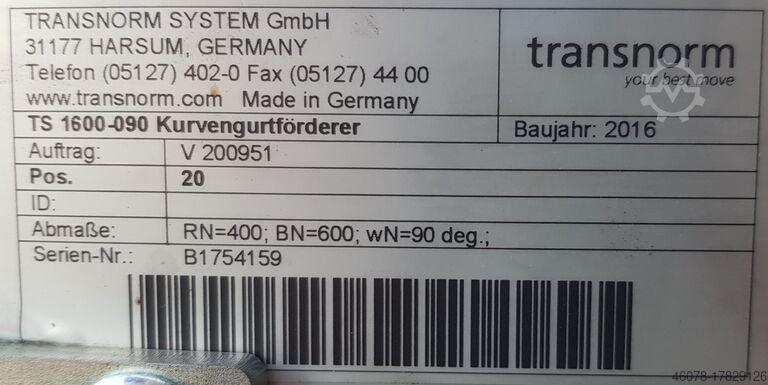 TRANSNORM SYSTEM GmbH
31177 HARSUM, GERMANY
Telefon (05127) 402-0 Fax (05127) 44 00
www.transnorm.com Made in Germany
transnorm
your best move
TS 1600-090 Kurvengurtförderer
Baujahr: 2016
Auftrag: V 200951
Pos. 20
ID:
Abmaße: RN=400; BN=600; wN=90 deg.;
Serien-Nr.: B1754159
46078-17829126